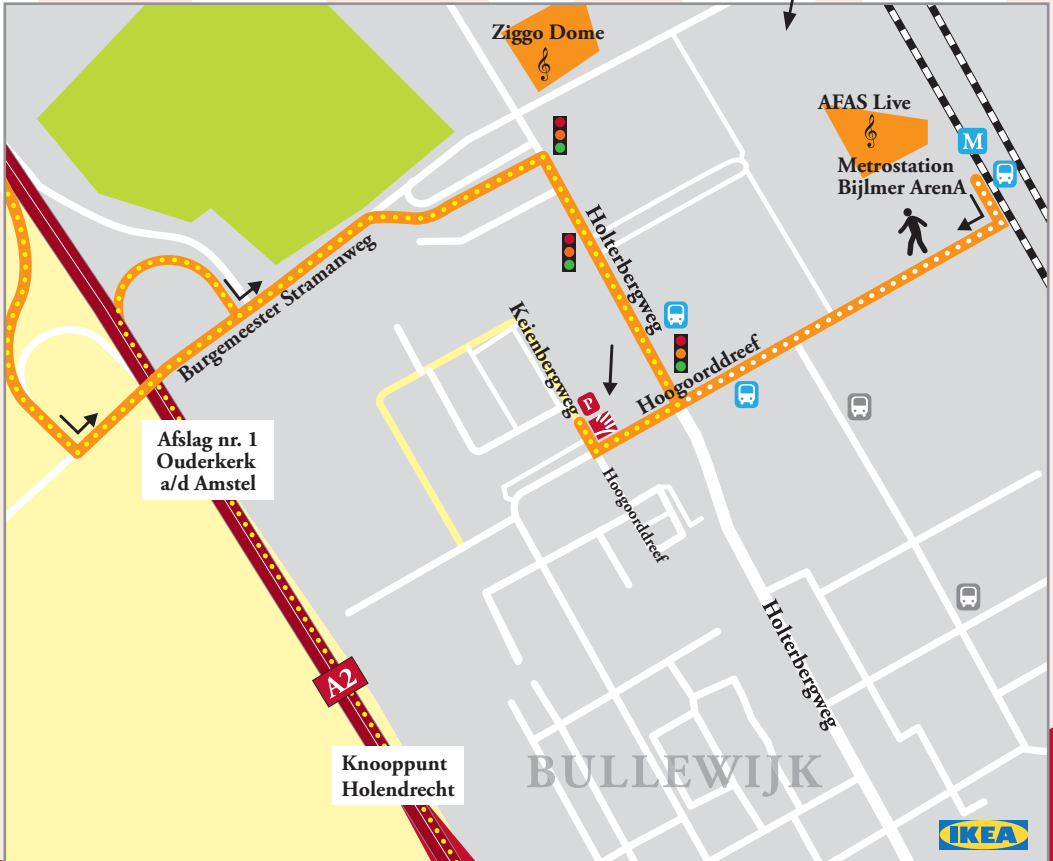 Ziggo Dome
AFAS Live
M
Metrostation
Bijlmer ArenA
Holterbergweg
Burgemeester Stramanweg
Keienbergweg
Hoogoorddreef
P
Afslag nr. 1
Ouderkerk
a/d Amstel
Hoogoorddreef
Holterbergweg
A2
Knooppunt
Holendrecht
BULLEWIJK
IKEA